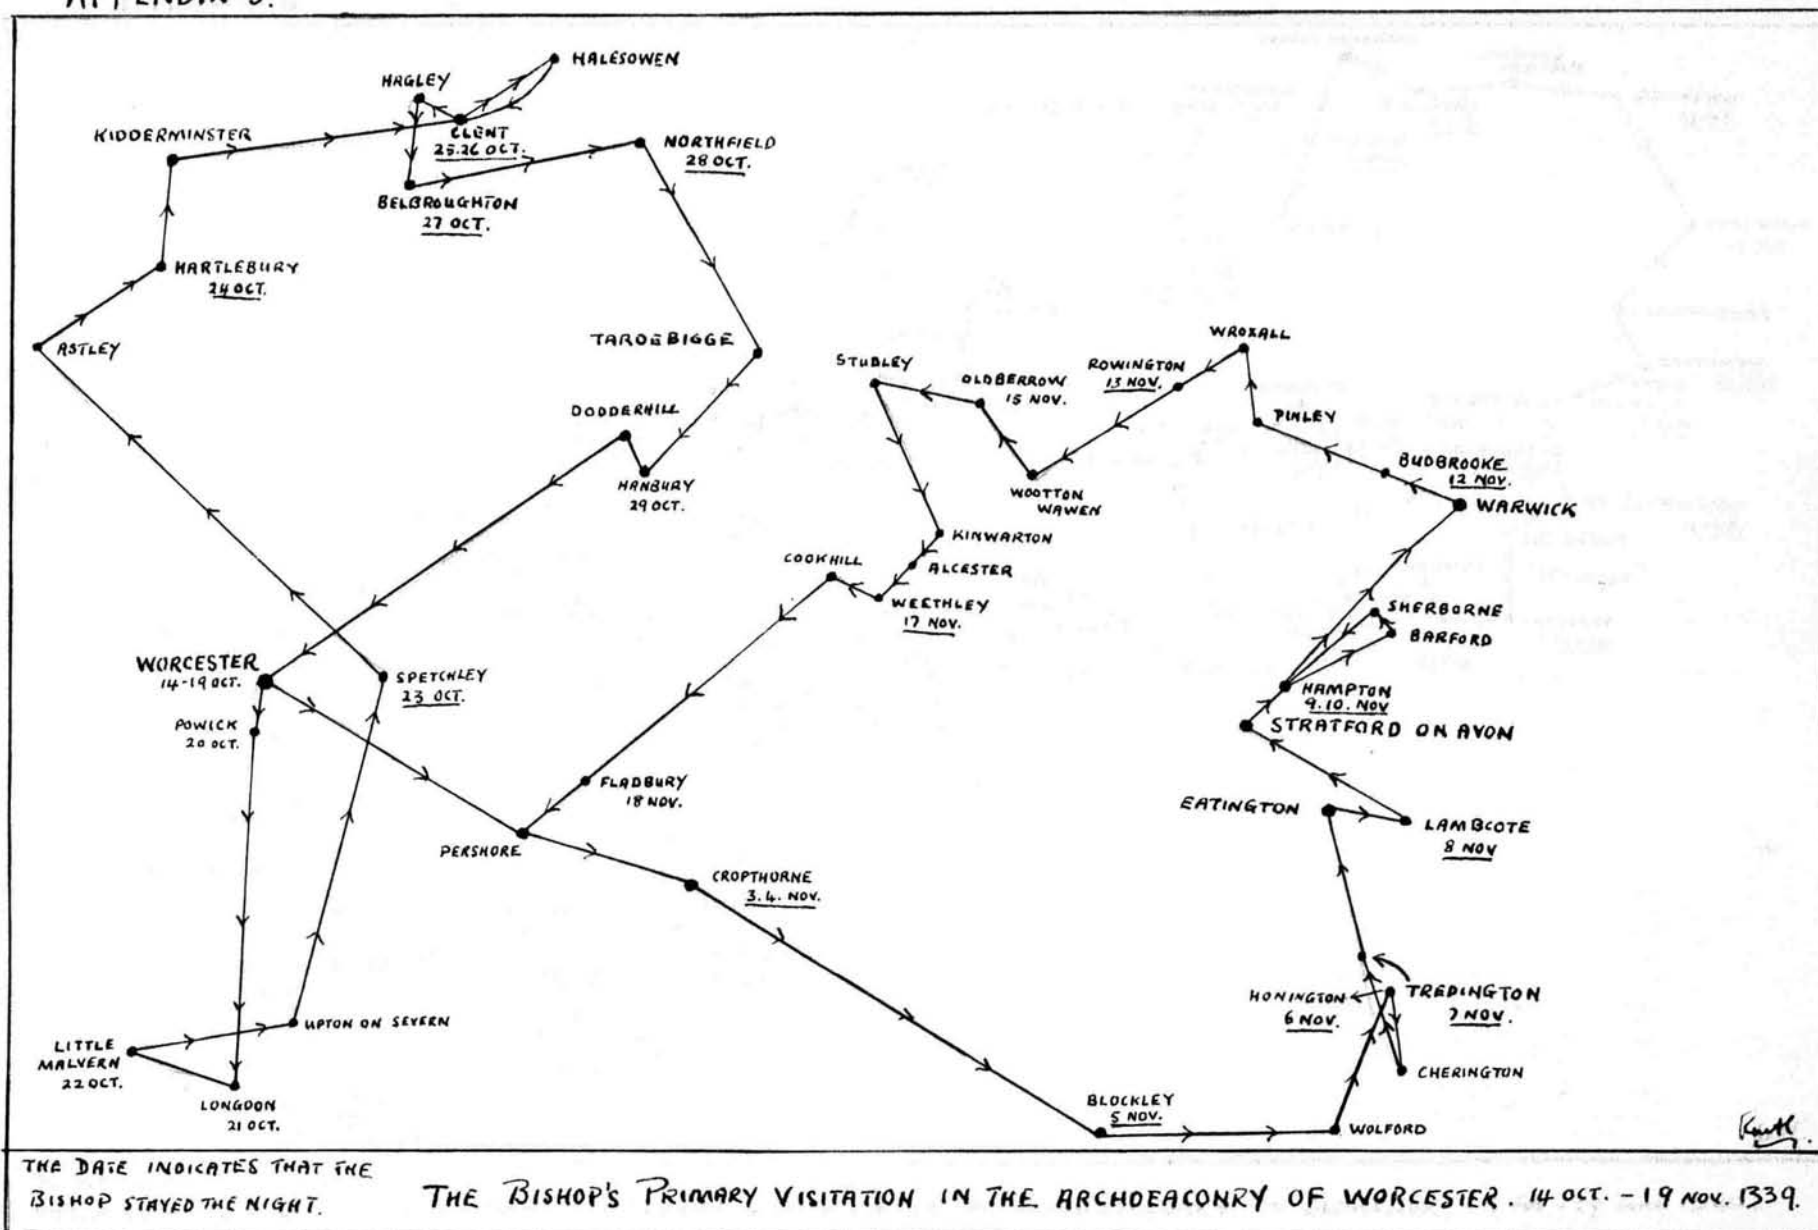 APPENDIX
HALESOWEN
HAGLEY
KIDDERMINSTER
CLENT
25.26 OCT.
NORTHFIELD
28 OCT.
BELBROUGHTON
27 OCT.
HARTLEBURY
24 OCT.
ASTLEY
TARDEBIGGE
DODDERHILL
HANBURY
29 OCT.
STUDLEY
OLDBERROW
15 NOV.
ROWINGTON
13 NOV.
WROXALL
PINLEY
BUDBROOKE
12 NOV.
WARWICK
WOOTTON
WAWEN
KINWARTON
ALCESTER
COOKHILL
WEETHLEY
17 NOV.
SHERBORNE
BARFORD
HAMPTON
9.10. NOV
STRATFORD ON AVON
WORCESTER
14-19 OCT.
SPETCHLEY
23 OCT.
POWICK
20 OCT.
FLADBURY
18 NOV.
PERSHORE
EATINGTON
LAMBCOTE
8 NOV
CROPTHORNE
3.4. NOV.
HONINGTON
6 NOV.
TREDINGTON
7 NOV.
CHERINGTON
UPTON ON SEVERN
LITTLE
MALVERN
22 OCT.
LONGDON
21 OCT.
BLOCKLEY
5 NOV.
WOLFORD
THE DATE INDICATES THAT THE
BISHOP STAYED THE NIGHT.
THE BISHOP'S PRIMARY VISITATION IN THE ARCHDEACONRY OF WORCESTER. 14 OCT. - 19 NOV. 1339.